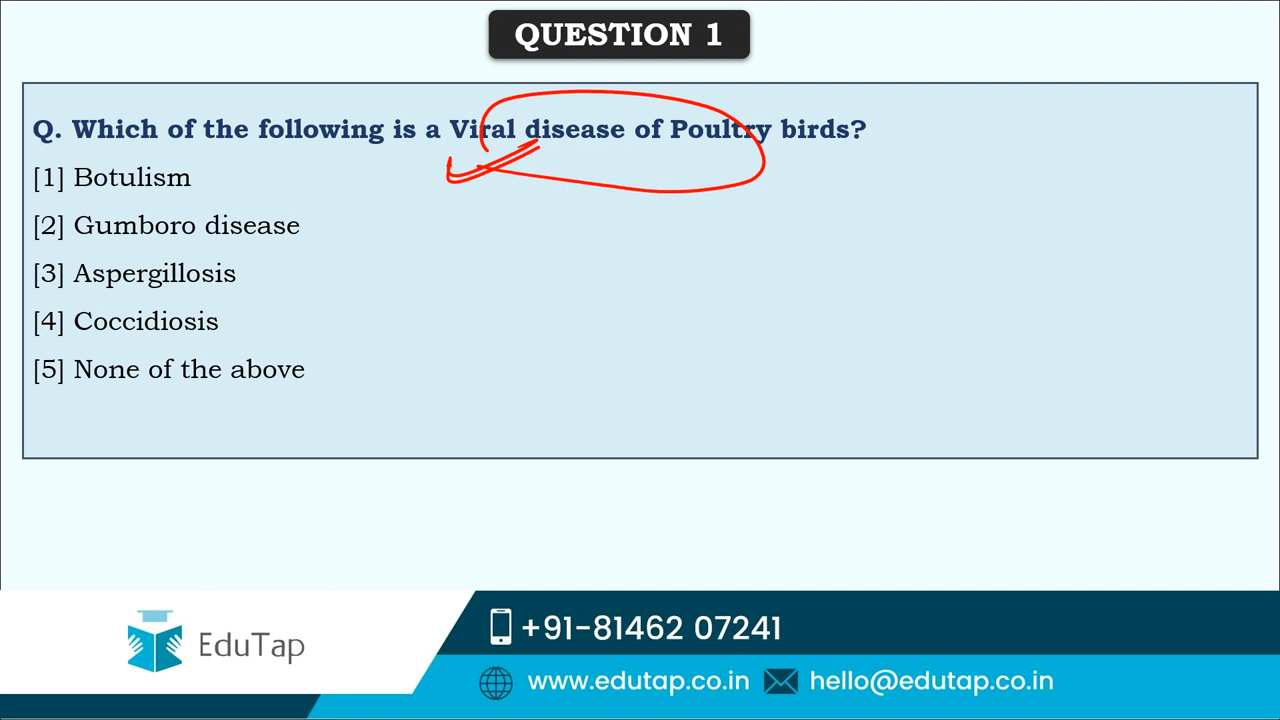 QUESTION 1
Q. Which of the following is a Viral disease of Poultry birds?
[1] Botulism
[2] Gumboro disease
[3] Aspergillosis
[4] Coccidiosis
[5] None of the above
EduTap
+91-81462 07241
www.edutap.co.in hello@edutap.co.in